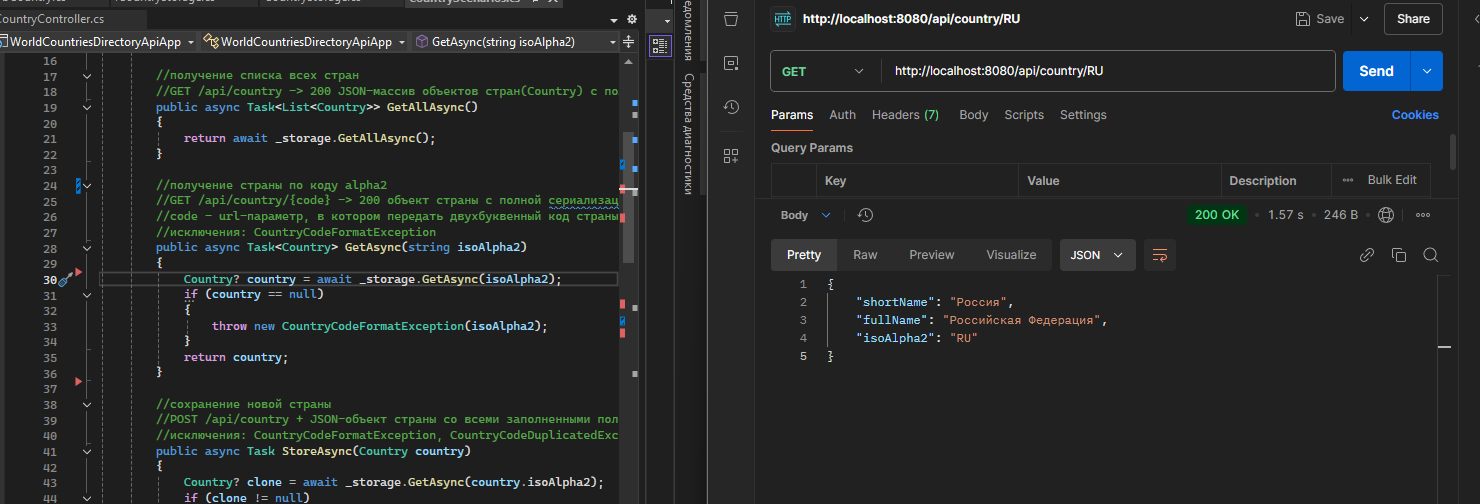 CountryController.cs
WorldCountriesDirectoryApiApp
WorldCountriesDirectoryApiApp
GetAsync(string isoAlpha2)
16
17 //получение списка всех стран
18 //GET /api/country -> 200 JSON-массив объектов стран(Country) с по
19 public async Task<List<Country>> GetAllAsync()
20 {
21 return await _storage.GetAllAsync();
22 }
23
24 //получение страны по коду alpha2
25 //GET /api/country/{code} -> 200 объект страны с полной сериализац
26 //code - url-параметр, в котором передать двухбуквенный код страны
27 //исключения: CountryCodeFormatException
28 public async Task<Country> GetAsync(string isoAlpha2)
29 {
30 Country? country = await _storage.GetAsync(isoAlpha2);
31 if (country == null)
32 {
33 throw new CountryCodeFormatException(isoAlpha2);
34 }
35 return country;
36 }
37
38 //сохранение новой страны
39 //POST /api/country + JSON-объект страны со всеми заполненными пол
40 //исключения: CountryCodeFormatException, CountryCodeDuplicatedExc
41 public async Task StoreAsync(Country country)
42 {
43 Country? clone = await _storage.GetAsync(country.isoAlpha2);
44 if (clone != null)
едомления
Средства диагностики
HTTP
http://localhost:8080/api/country/RU
Save
Share
GET
http://localhost:8080/api/country/RU
Send
Params
Auth
Headers (7)
Body
Scripts
Settings
Cookies
Query Params
Key
Value
Description
Bulk Edit
Body
200 OK
1.57 s
246 B
Pretty
Raw
Preview
Visualize
JSON
1 {
2 "shortName": "Россия",
3 "fullName": "Российская Федерация",
4 "isoAlpha2": "RU"
5 }